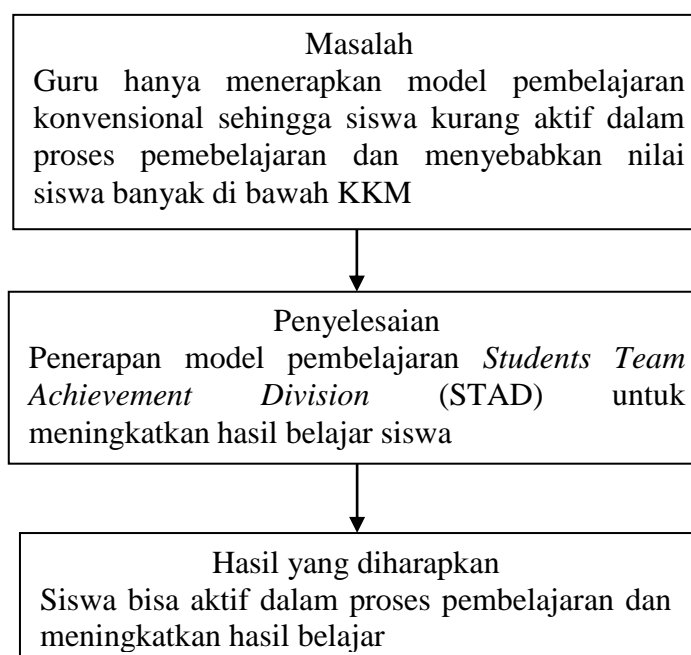 Masalah
Guru hanya menerapkan model pembelajaran
konvensional sehingga siswa kurang aktif dalam
proses pemebelajaran dan menyebabkan nilai
siswa banyak di bawah KKM
Penyelesaian
Penerapan model pembelajaran Students Team
Achievement Division (STAD) untuk
meningkatkan hasil belajar siswa
Hasil yang diharapkan
Siswa bisa aktif dalam proses pembelajaran dan
meningkatkan hasil belajar